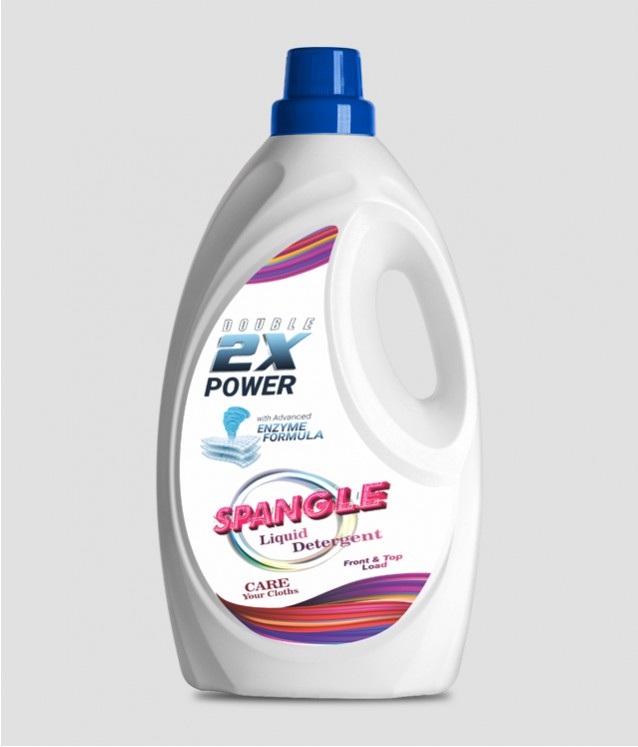 DOUBLE
2X
POWER
with Advanced
ENZYME
FORMULA
SPANGLE
Liquid
Detergent
Front & Top
Load
CARE
Your Cloths